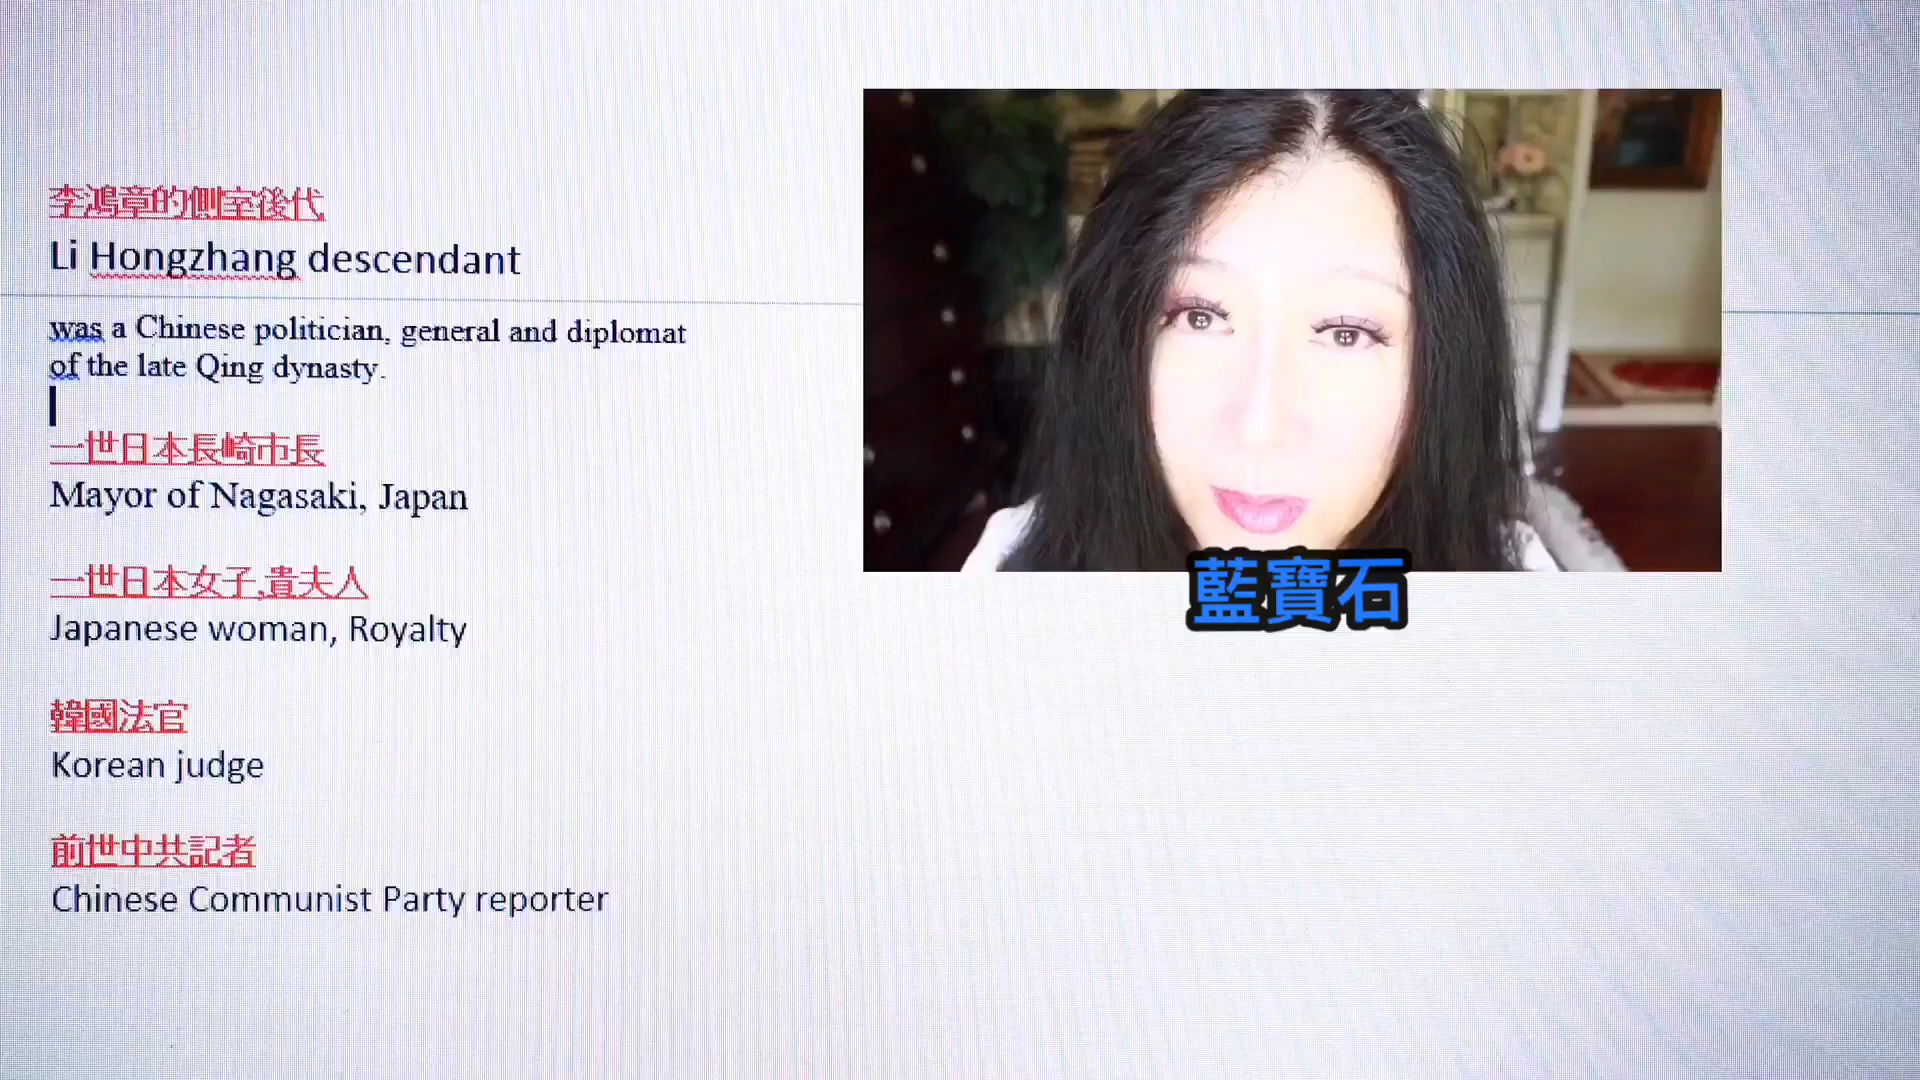 李鴻章的側室後代
Li Hongzhang descendant
was a Chinese politician, general and diplomat
of the late Qing dynasty.
一世日本長崎市長
Mayor of Nagasaki, Japan
一世日本女子,貴夫人
Japanese woman, Royalty
韓國法官
Korean judge
前世中共記者
Chinese Communist Party reporter
藍寶石